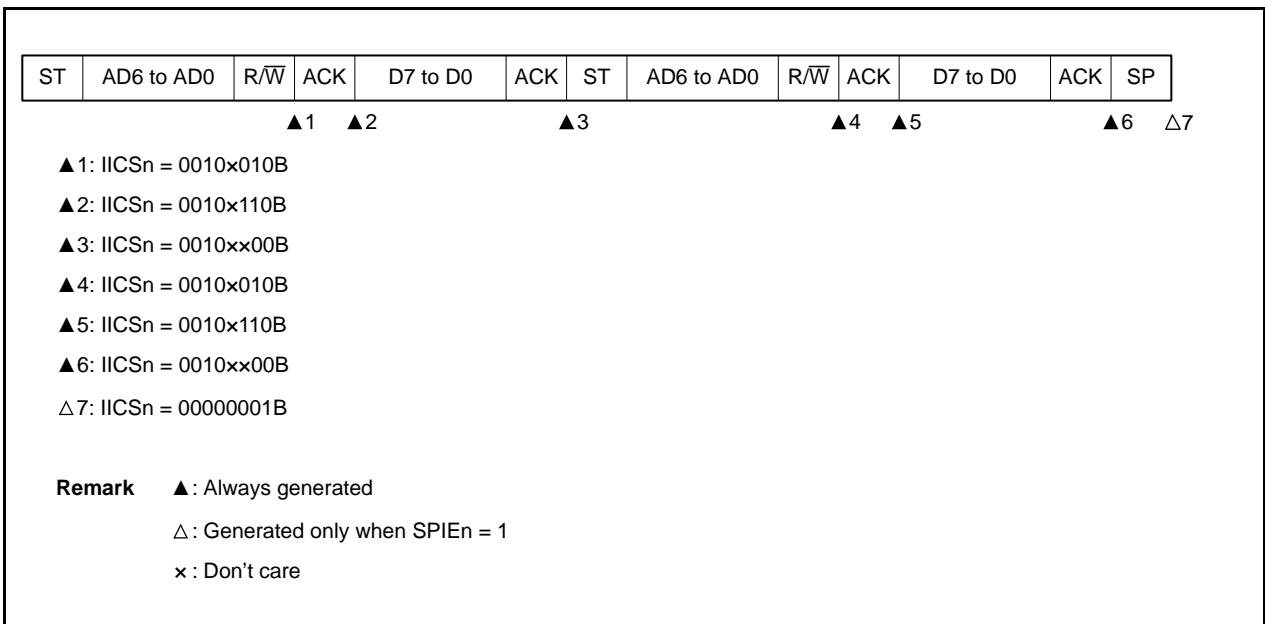 ST AD6 to AD0 R/W̅ ACK D7 to D0 ACK ST AD6 to AD0 R/W̅ ACK D7 to D0 ACK SP
▲1 ▲2 ▲3 ▲4 ▲5 ▲6 △7
▲1: IICSn = 0010×010B
▲2: IICSn = 0010×110B
▲3: IICSn = 0010××00B
▲4: IICSn = 0010×010B
▲5: IICSn = 0010×110B
▲6: IICSn = 0010××00B
△7: IICSn = 00000001B
Remark ▲: Always generated
△: Generated only when SPIEn = 1
×: Don't care